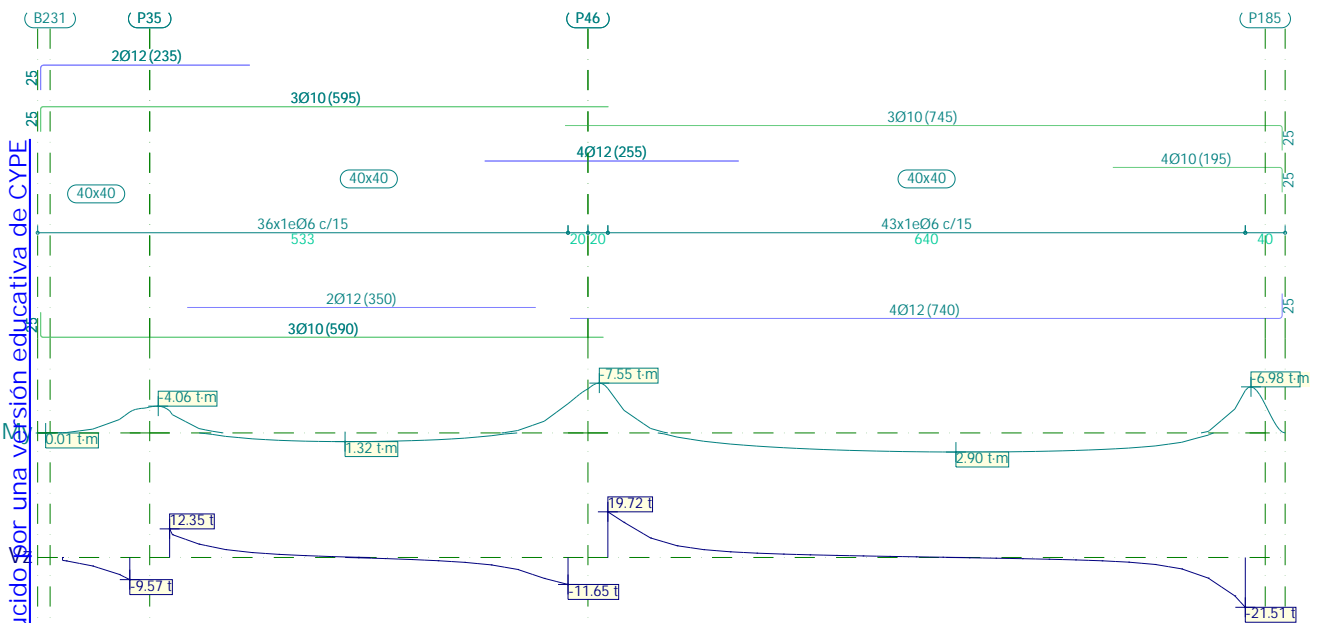 B231 P35 P46 P185
2Ø12(235)
25
3Ø10(595)
25
3Ø10(745)
25
4Ø12(255)
4Ø10(195)
25
40x40 40x40 40x40
36x1eØ6 c/15 43x1eØ6 c/15
533 20 20 640 40
2Ø12(350)
4Ø12(740)
25
25
3Ø10(590)
-7.55 t·m
-6.98 t·m
-4.06 t·m
My
0.01 t·m
1.32 t·m
2.90 t·m
19.72 t
12.35 t
Vz
-9.57 t
-11.65 t
-21.51 t
ucido por una versión educativa de CYPE